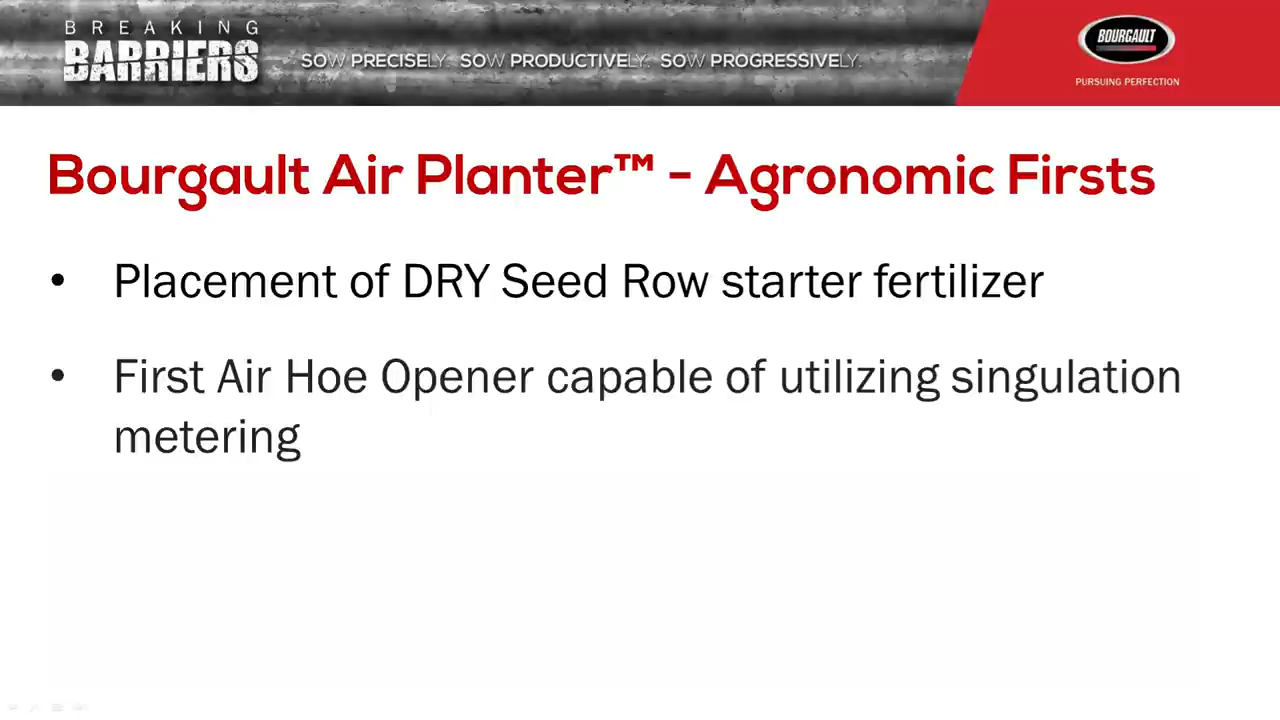 BREAKING
BARRIERS
SOW PRECISELY. SOW PRODUCTIVELY. SOW PROGRESSIVELY.
BOURGAULT
PURSUING PERFECTION
Bourgault Air Planter™ - Agronomic Firsts
• Placement of DRY Seed Row starter fertilizer
• First Air Hoe Opener capable of utilizing singulation
metering